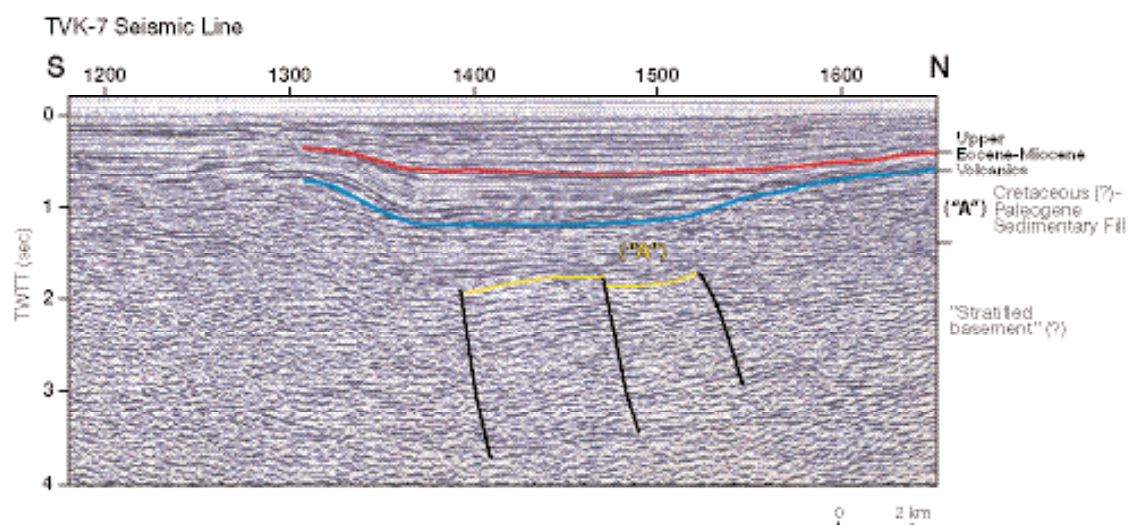 TVK-7 Seismic Line
S 1200 1300 1400 1500 1600 N
0
Upper
Eocene-Miocene
Volcanics
1
("A") Cretaceous (?)-
Paleogene
Sedimentary Fill
("A")
TWTT (sec)
2
"Stratified
basement" (?)
3
4
0 2 km